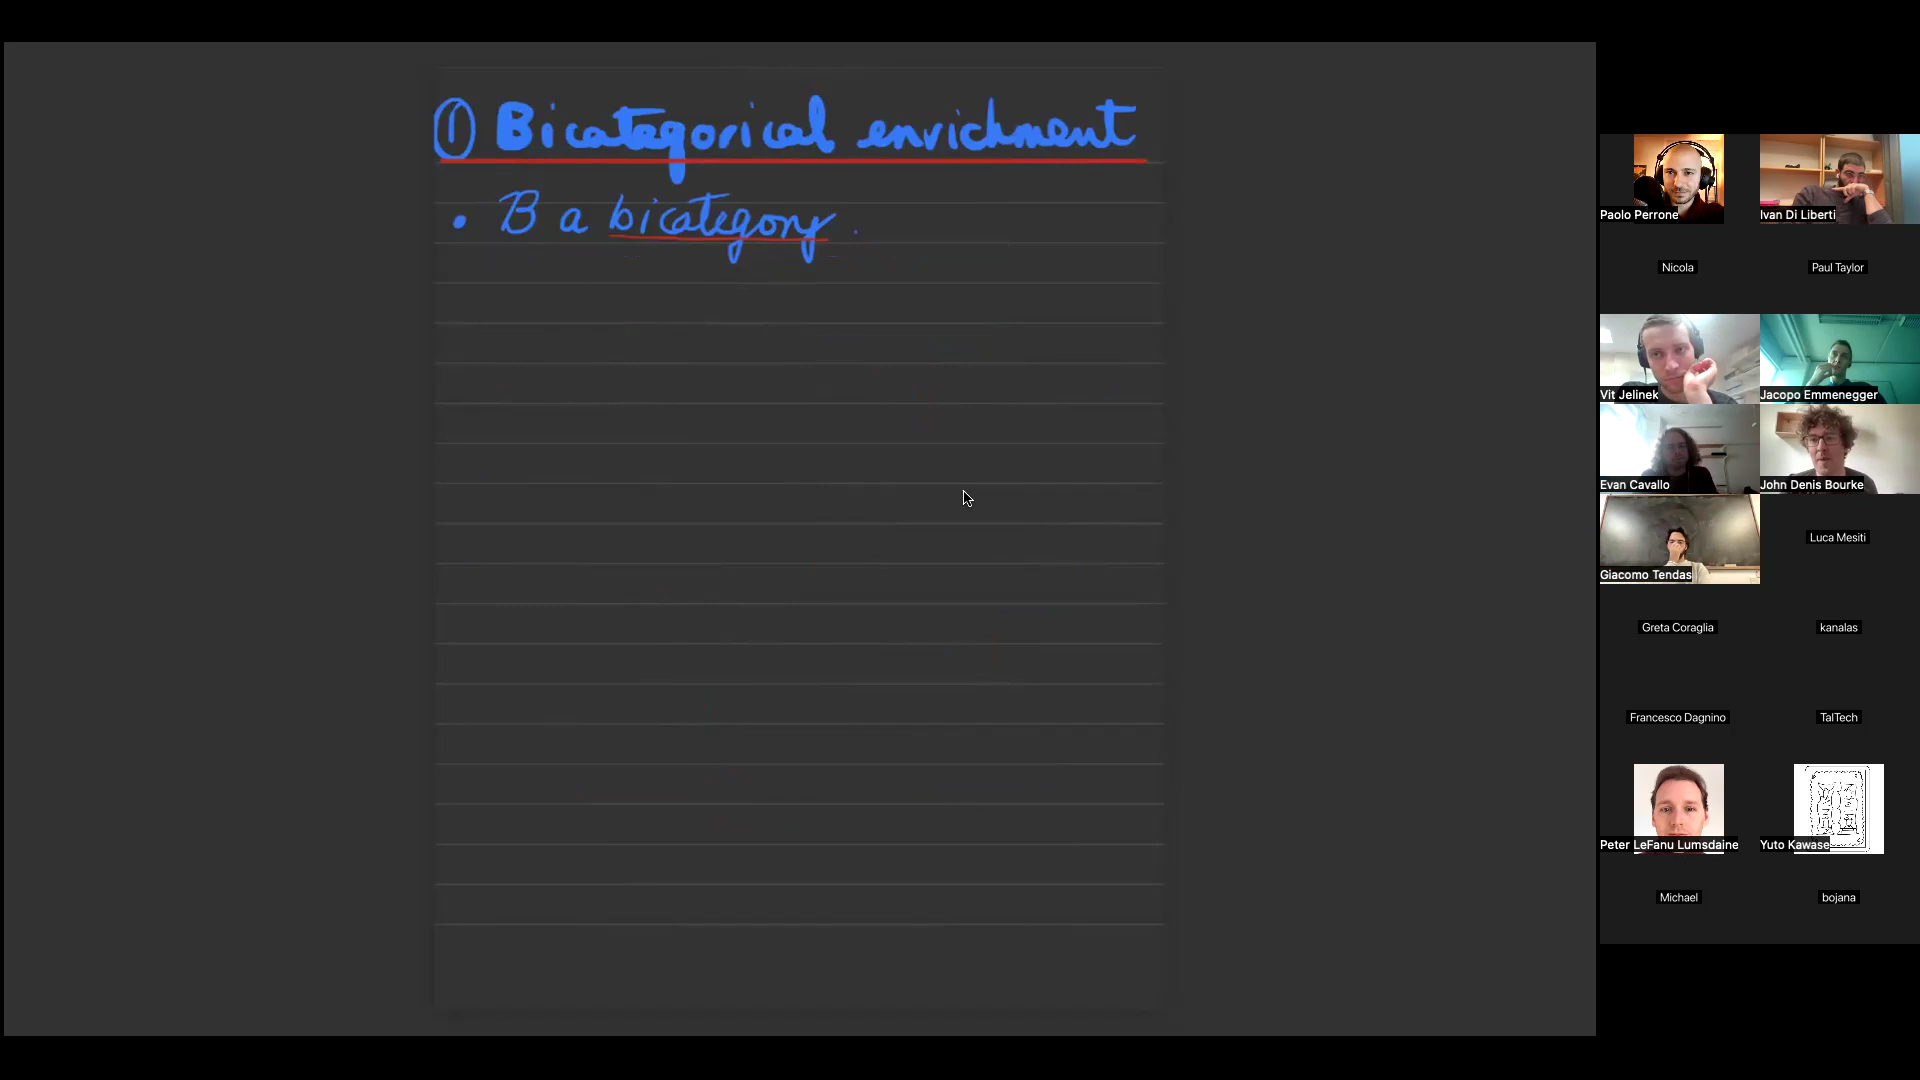 ① Bicategorical enrichment
• B a bicategory.
Paolo Perrone
Ivan Di Liberti
Nicola
Paul Taylor
Vit Jelinek
Jacopo Emmenegger
Evan Cavallo
John Denis Bourke
Giacomo Tendas
Luca Mesiti
Greta Coraglia
kanalas
Francesco Dagnino
TalTech
Peter LeFanu Lumsdaine
Yuto Kawase
Michael
bojana